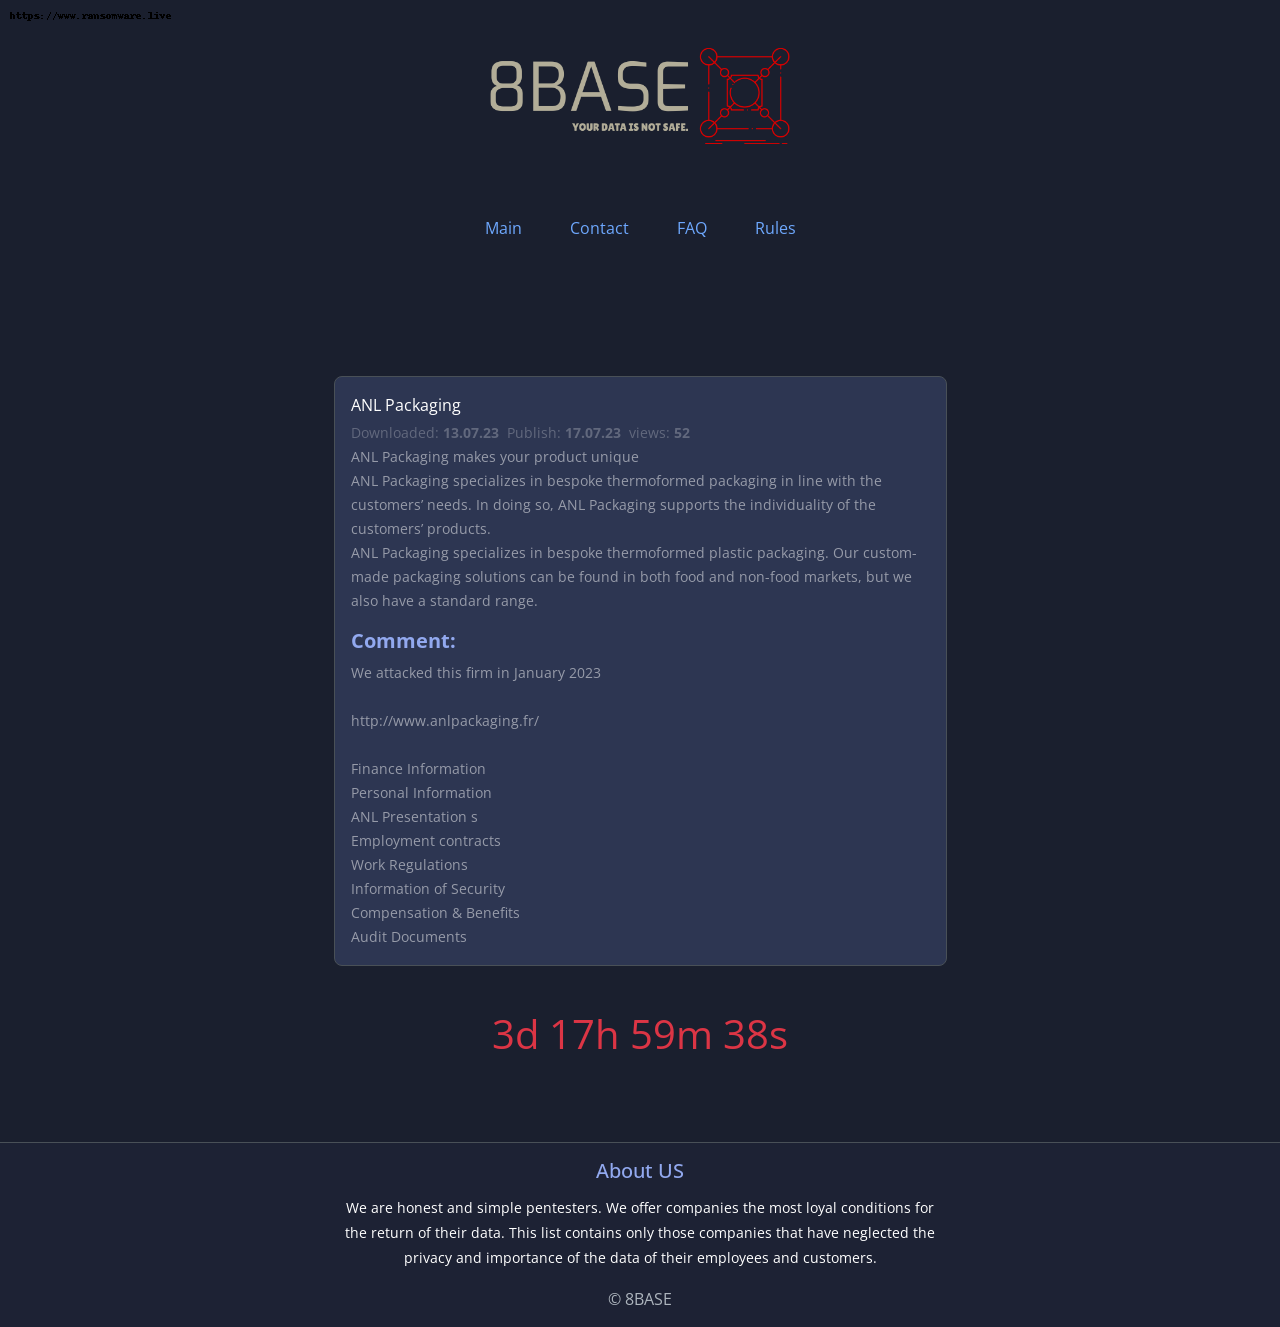 https://www.ransomware.live
8BASE
YOUR DATA IS NOT SAFE.
Main Contact FAQ Rules
ANL Packaging
Downloaded: 13.07.23 Publish: 17.07.23 views: 52
ANL Packaging makes your product unique
ANL Packaging specializes in bespoke thermoformed packaging in line with the
customers’ needs. In doing so, ANL Packaging supports the individuality of the
customers’ products.
ANL Packaging specializes in bespoke thermoformed plastic packaging. Our custom-
made packaging solutions can be found in both food and non-food markets, but we
also have a standard range.
Comment:
We attacked this firm in January 2023
http://www.anlpackaging.fr/
Finance Information
Personal Information
ANL Presentation s
Employment contracts
Work Regulations
Information of Security
Compensation & Benefits
Audit Documents
3d 17h 59m 38s
About US
We are honest and simple pentesters. We offer companies the most loyal conditions for
the return of their data. This list contains only those companies that have neglected the
privacy and importance of the data of their employees and customers.
© 8BASE